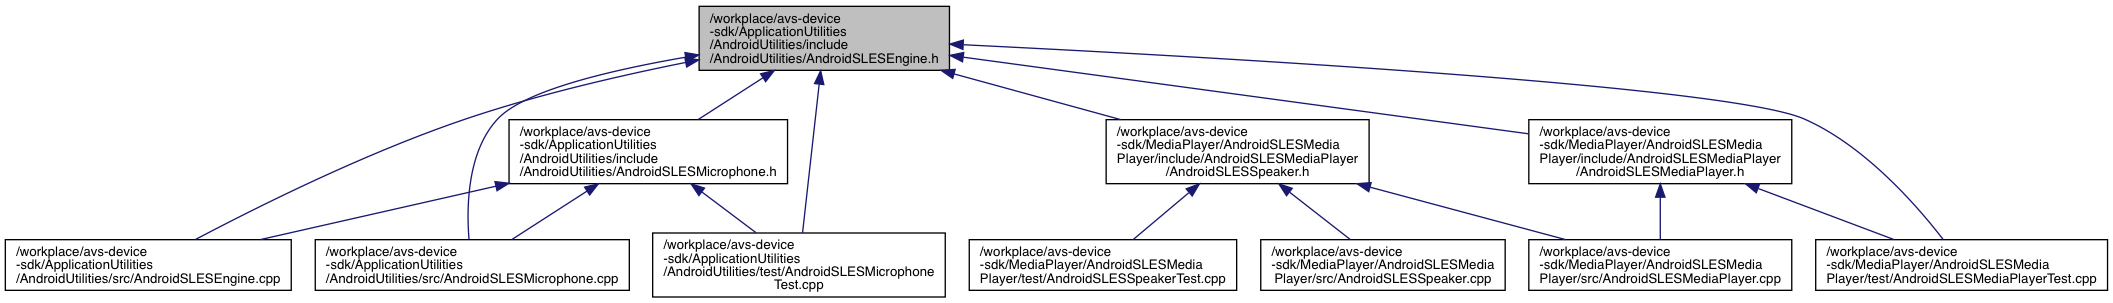 /workplace/avs-device
-sdk/ApplicationUtilities
/AndroidUtilities/include
/AndroidUtilities/AndroidSLESEngine.h
/workplace/avs-device
-sdk/ApplicationUtilities
/AndroidUtilities/include
/AndroidUtilities/AndroidSLESMicrophone.h
/workplace/avs-device
-sdk/MediaPlayer/AndroidSLESMedia
Player/include/AndroidSLESMediaPlayer
/AndroidSLESSpeaker.h
/workplace/avs-device
-sdk/MediaPlayer/AndroidSLESMedia
Player/include/AndroidSLESMediaPlayer
/AndroidSLESMediaPlayer.h
/workplace/avs-device
-sdk/ApplicationUtilities
/AndroidUtilities/src/AndroidSLESEngine.cpp
/workplace/avs-device
-sdk/ApplicationUtilities
/AndroidUtilities/src/AndroidSLESMicrophone.cpp
/workplace/avs-device
-sdk/ApplicationUtilities
/AndroidUtilities/test/AndroidSLESMicrophone
Test.cpp
/workplace/avs-device
-sdk/MediaPlayer/AndroidSLESMedia
Player/test/AndroidSLESSpeakerTest.cpp
/workplace/avs-device
-sdk/MediaPlayer/AndroidSLESMedia
Player/src/AndroidSLESSpeaker.cpp
/workplace/avs-device
-sdk/MediaPlayer/AndroidSLESMedia
Player/src/AndroidSLESMediaPlayer.cpp
/workplace/avs-device
-sdk/MediaPlayer/AndroidSLESMedia
Player/test/AndroidSLESMediaPlayerTest.cpp